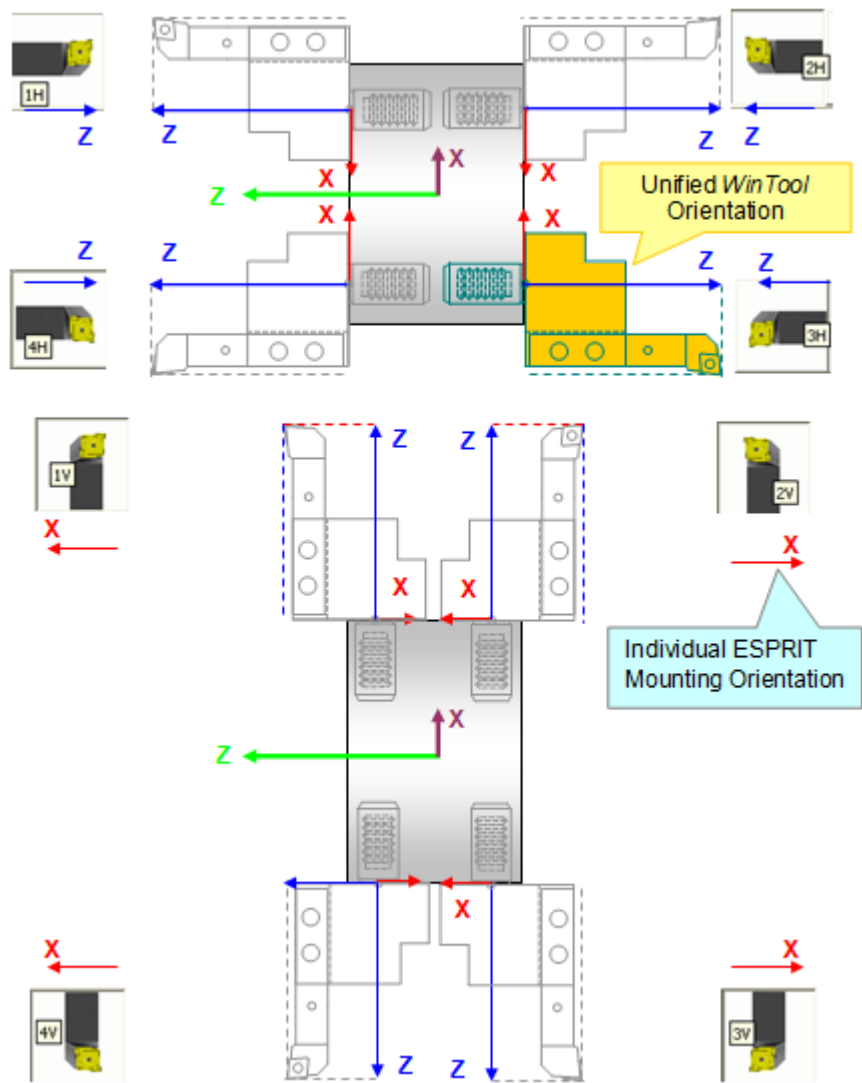 1H
2H
Z
Z
Z
Z
X
X
X
Z
X
X
Unified WinTool
Orientation
Z
Z
Z
Z
4H
3H
1V
Z
Z
2V
X
X
X
X
Individual ESPRIT
Mounting Orientation
X
Z
X
X
X
4V
3V
Z
Z